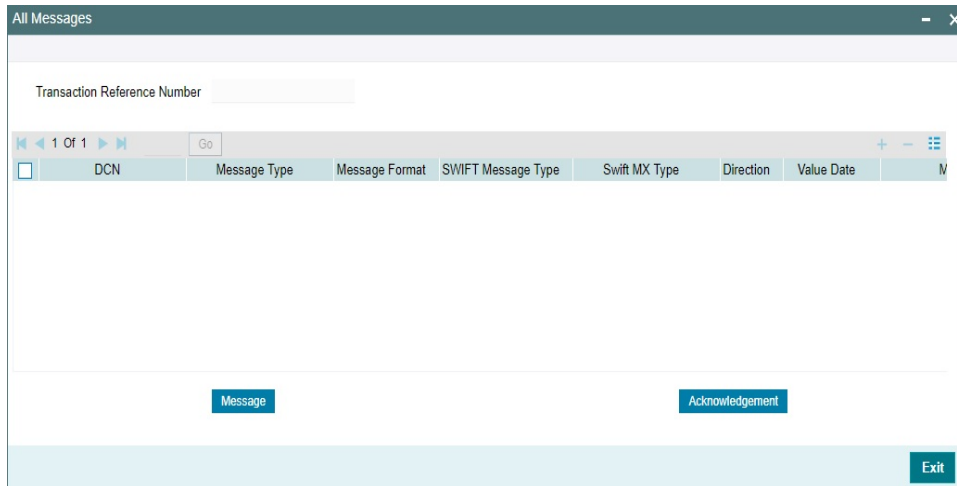 All Messages
Transaction Reference Number
1 Of 1 Go
DCN Message Type Message Format SWIFT Message Type Swift MX Type Direction Value Date M
Message Acknowledgement
Exit